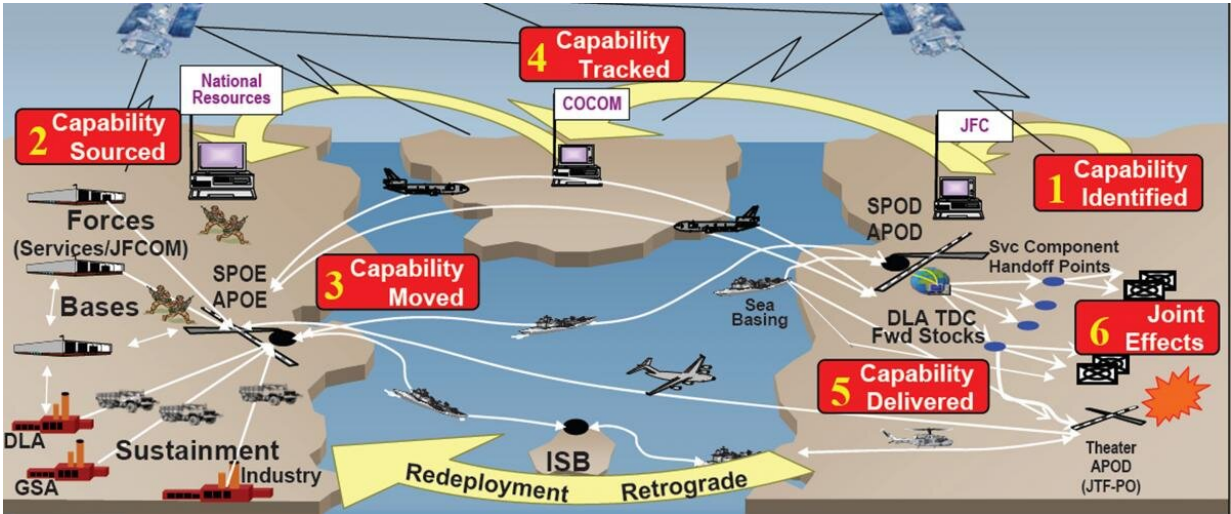 4 Capability
Tracked
National
Resources
COCOM
JFC
2 Capability
Sourced
1 Capability
Identified
Forces
(Services/JFCOM)
SPOD
APOD
Svc Component
Handoff Points
SPOE
APOE
3 Capability
Moved
Bases
Sea
Basing
DLA TDC
Fwd Stocks
6 Joint
Effects
5 Capability
Delivered
DLA
Sustainment
GSA
Industry
ISB
Redeployment Retrograde
Theater
APOD
(JTF-PO)